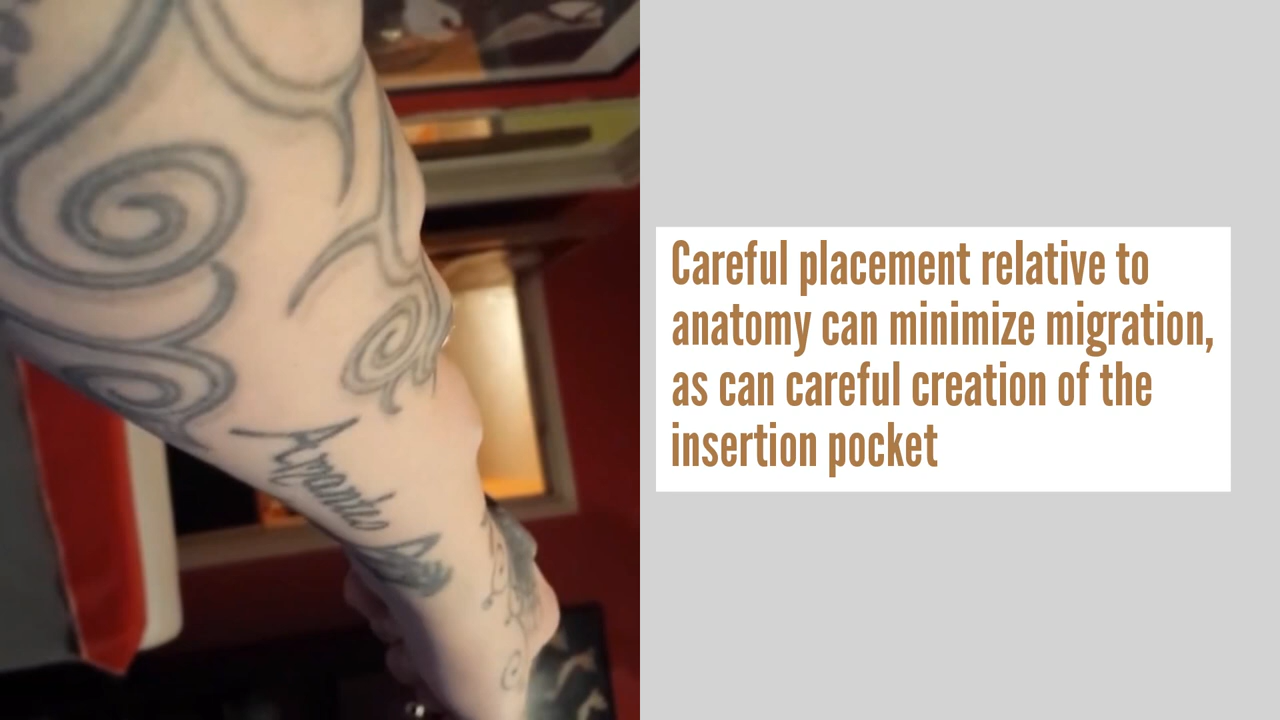 Careful placement relative to
anatomy can minimize migration,
as can careful creation of the
insertion pocket